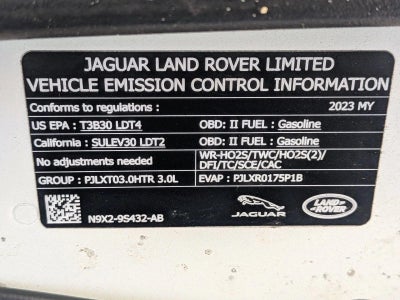 JAGUAR LAND ROVER LIMITED
VEHICLE EMISSION CONTROL INFORMATION
Conforms to regulations : 2023 MY
US EPA : T3B30 LDT4 OBD: II FUEL : Gasoline
California : SULEV30 LDT2 OBD: II FUEL : Gasoline
No adjustments needed WR-HO2S/TWC/HO2S(2)/
DFI/TC/SCE/CAC
GROUP : PJLXT03.0HTR 3.0L EVAP : PJLXR0175P1B
N9X2-9S432-AB
JAGUAR
LAND-ROVER